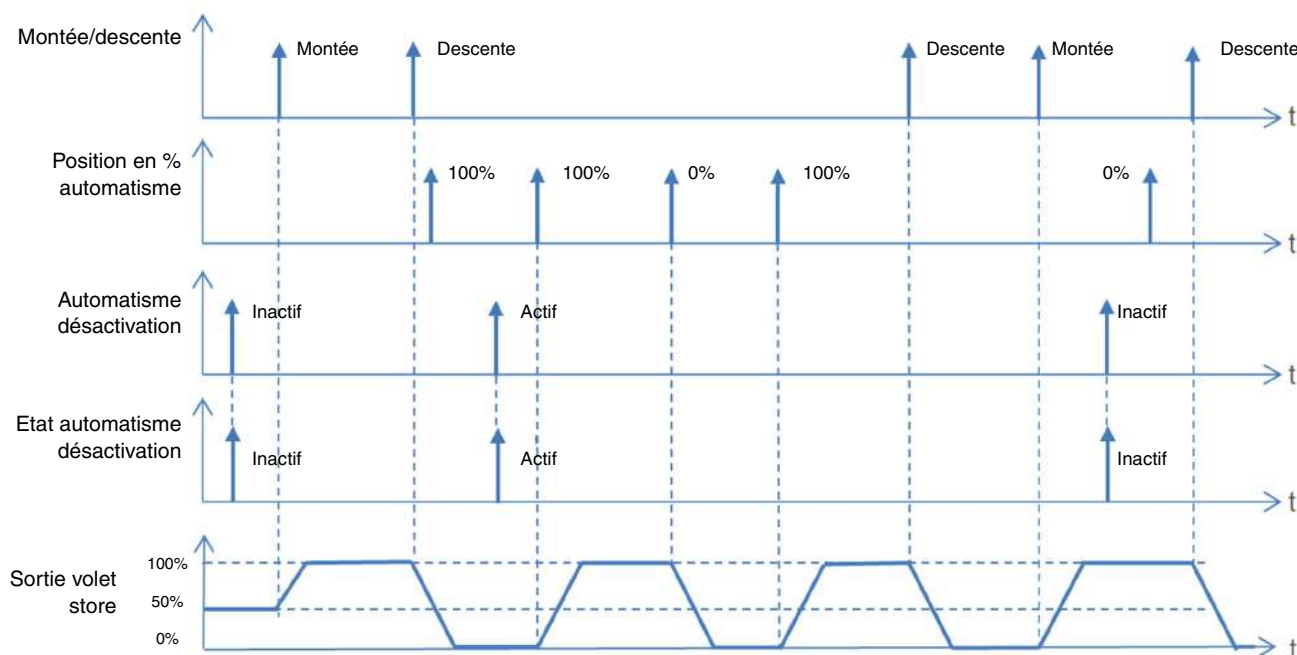 Montée/descente
Montée
Descente
Descente
Montée
Descente
t
Position en %
automatisme
100%
100%
0%
100%
0%
t
Automatisme
désactivation
Inactif
Actif
Inactif
t
Etat automatisme
désactivation
Inactif
Actif
Inactif
t
Sortie volet
store
100%
50%
0%
t